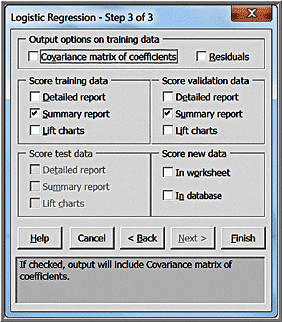 Logistic Regression - Step 3 of 3
Output options on training data
Covariance matrix of coefficients
Residuals
Score training data
Detailed report
Summary report
Lift charts
Score validation data
Detailed report
Summary report
Lift charts
Score test data
Detailed report
Summary report
Lift charts
Score new data
In worksheet
In database
Help
Cancel
< Back
Next >
Finish
If checked, output will include Covariance matrix of
coefficients.